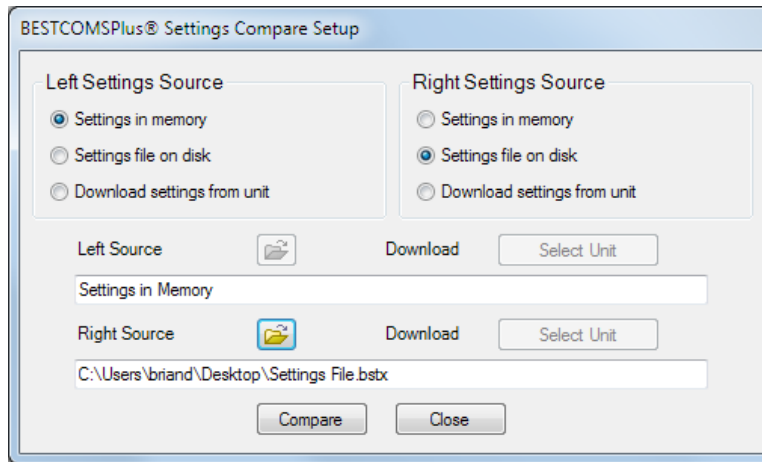 BESTCOMSPlus® Settings Compare Setup
Left Settings Source
Settings in memory
Settings file on disk
Download settings from unit
Right Settings Source
Settings in memory
Settings file on disk
Download settings from unit
Left Source Download Select Unit
Settings in Memory
Right Source Download Select Unit
C:\Users\briand\Desktop\Settings File.bstx
Compare Close